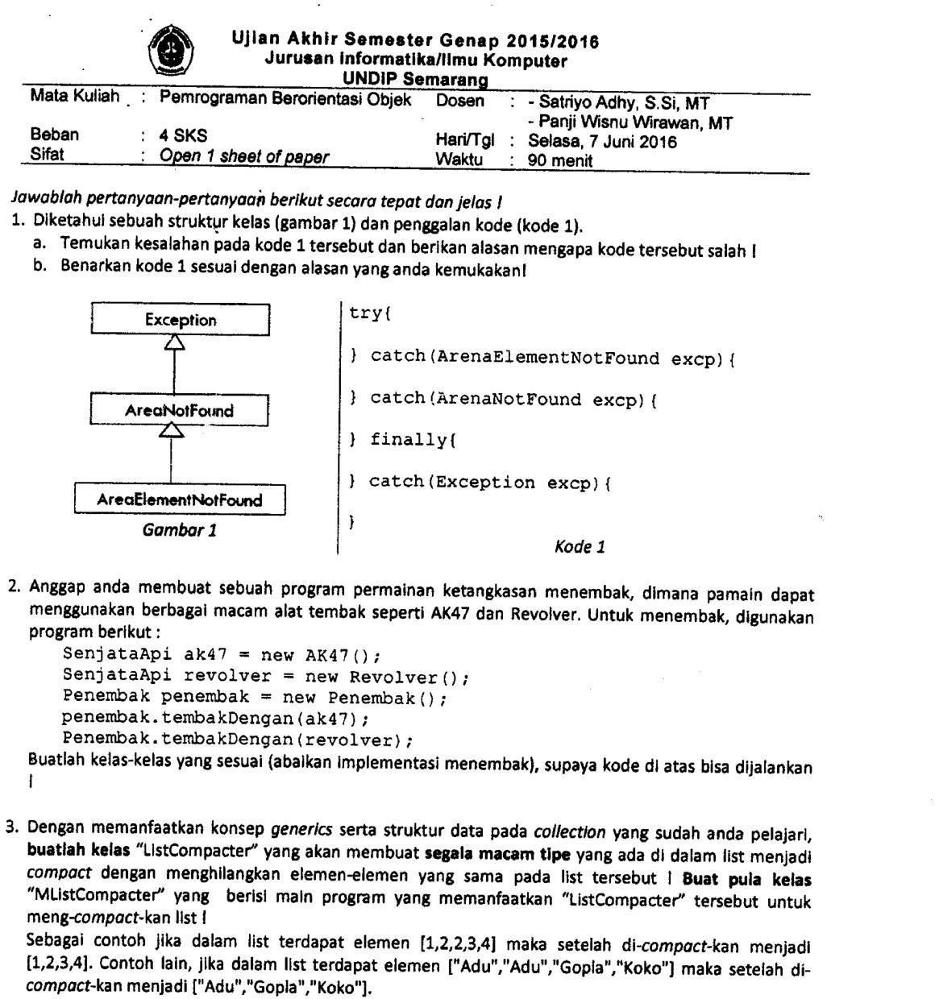 Ujian Akhir Semester Genap 2015/2016
Jurusan Informatika/Ilmu Komputer
UNDIP Semarang
Mata Kuliah : Pemrograman Berorientasi Objek Dosen : - Satriyo Adhy, S.Si, MT
- Panji Wisnu Wirawan, MT
Beban : 4 SKS Hari/Tgl : Selasa, 7 Juni 2016
Sifat : Open 1 sheet of paper Waktu : 90 menit
Jawablah pertanyaan-pertanyaan berikut secara tepat dan jelas !
1. Diketahui sebuah struktur kelas (gambar 1) dan penggalan kode (kode 1).
a. Temukan kesalahan pada kode 1 tersebut dan berikan alasan mengapa kode tersebut salah !
b. Benarkan kode 1 sesuai dengan alasan yang anda kemukakan!
Exception
AreaNotFound
AreaElementNotFound
Gambar 1
try{
} catch(ArenaElementNotFound excp){
} catch(ArenaNotFound excp){
} finally{
} catch(Exception excp){
}
Kode 1
2. Anggap anda membuat sebuah program permainan ketangkasan menembak, dimana pamain dapat
menggunakan berbagai macam alat tembak seperti AK47 dan Revolver. Untuk menembak, digunakan
program berikut :
SenjataApi ak47 = new AK47();
SenjataApi revolver = new Revolver();
Penembak penembak = new Penembak();
penembak.tembakDengan(ak47);
Penembak.tembakDengan(revolver);
Buatlah kelas-kelas yang sesuai (abaikan implementasi menembak), supaya kode di atas bisa dijalankan
!
3. Dengan memanfaatkan konsep generics serta struktur data pada collection yang sudah anda pelajari,
buatlah kelas "ListCompacter" yang akan membuat segala macam tipe yang ada di dalam list menjadi
compact dengan menghilangkan elemen-elemen yang sama pada list tersebut ! Buat pula kelas
"MListCompacter" yang berisi main program yang memanfaatkan "ListCompacter" tersebut untuk
meng-compact-kan list !
Sebagai contoh jika dalam list terdapat elemen [1,2,2,3,4] maka setelah di-compact-kan menjadi
[1,2,3,4]. Contoh lain, jika dalam list terdapat elemen ["Adu","Adu","Gopla","Koko"] maka setelah di-
compact-kan menjadi ["Adu","Gopla","Koko"].